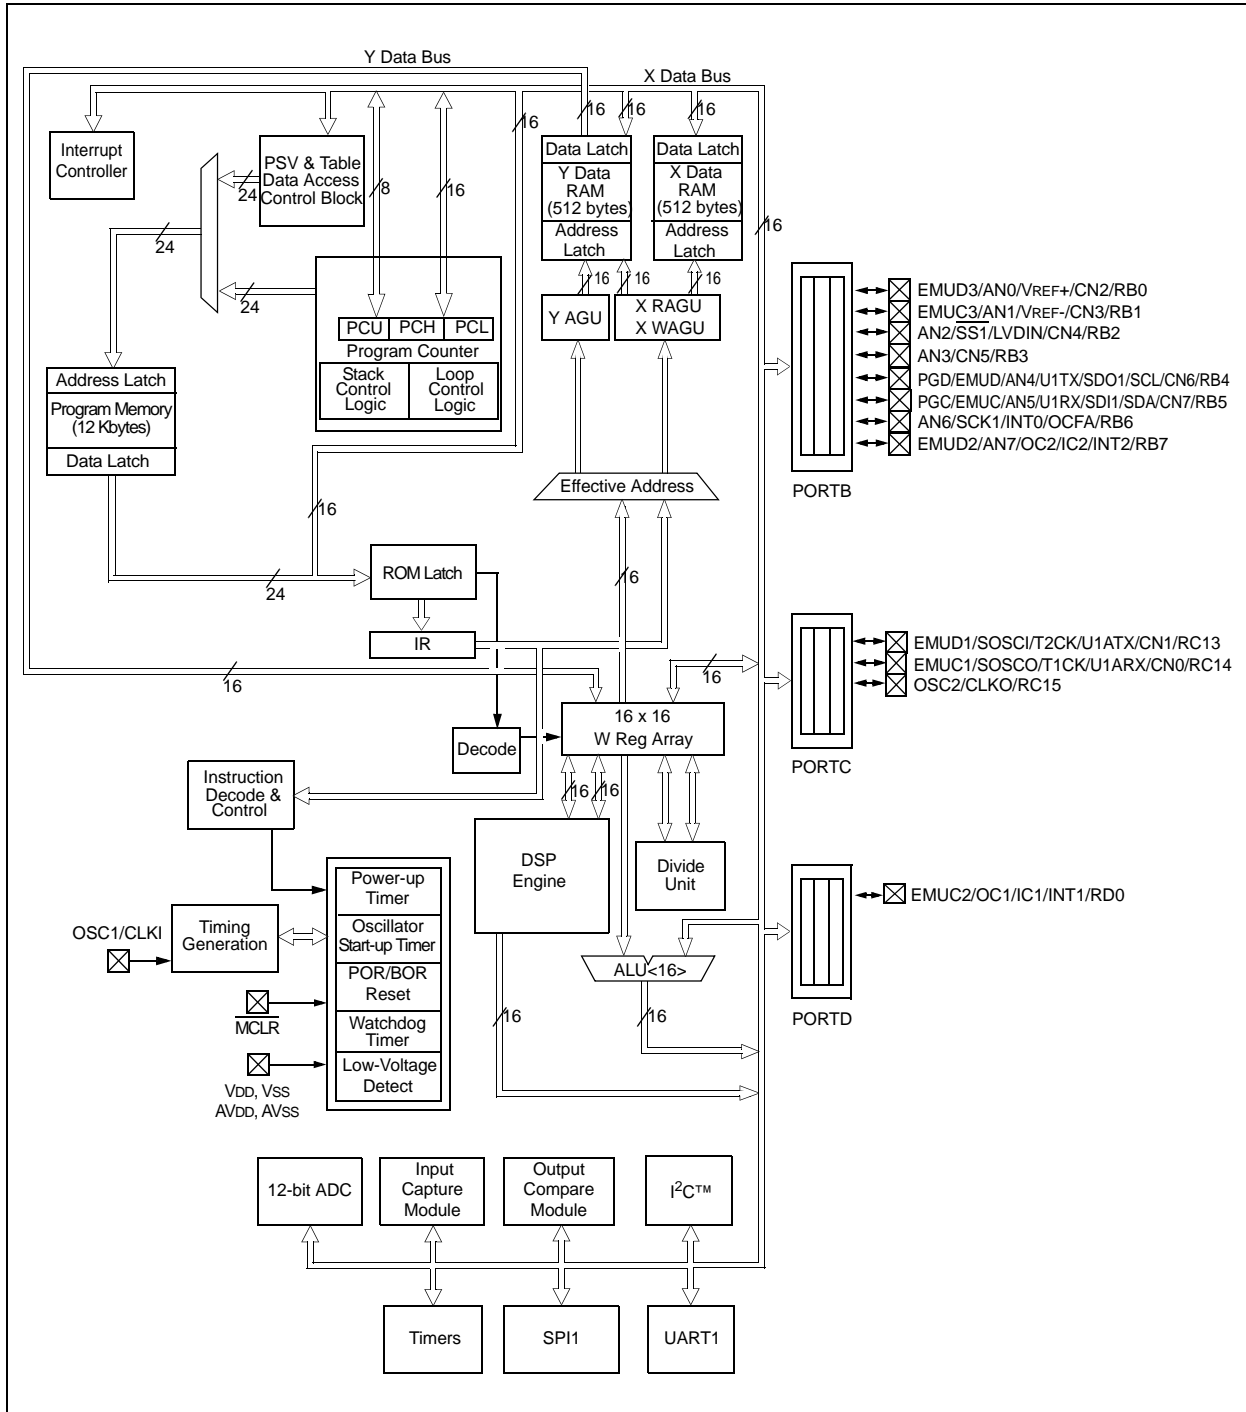 Y Data Bus
X Data Bus
16
16
16
16
Interrupt
Controller
PSV & Table
Data Access
Control Block
24
24
24
8
16
Data Latch
Y Data
RAM
(512 bytes)
Address
Latch
Data Latch
X Data
RAM
(512 bytes)
Address
Latch
16
16
16
16
Y AGU
X RAGU
X WAGU
PCU
PCH
PCL
Program Counter
Stack
Control
Logic
Loop
Control
Logic
Address Latch
Program Memory
(12 Kbytes)
Data Latch
Effective Address
16
16
24
ROM Latch
IR
16
16
16 x 16
W Reg Array
Decode
Instruction
Decode &
Control
16
16
DSP
Engine
Divide
Unit
Power-up
Timer
Oscillator
Start-up Timer
POR/BOR
Reset
Watchdog
Timer
Low-Voltage
Detect
OSC1/CLKI
Timing
Generation
MCLR
VDD, VSS
AVDD, AVSS
ALU<16>
16
16
EMUD3/AN0/VREF+/CN2/RB0
EMUC3/AN1/VREF-/CN3/RB1
AN2/SS1/LVDIN/CN4/RB2
AN3/CN5/RB3
PGD/EMUD/AN4/U1TX/SDO1/SCL/CN6/RB4
PGC/EMUC/AN5/U1RX/SDI1/SDA/CN7/RB5
AN6/SCK1/INT0/OCFA/RB6
EMUD2/AN7/OC2/IC2/INT2/RB7
PORTB
EMUD1/SOSCI/T2CK/U1ATX/CN1/RC13
EMUC1/SOSCO/T1CK/U1ARX/CN0/RC14
OSC2/CLKO/RC15
PORTC
EMUC2/OC1/IC1/INT1/RD0
PORTD
12-bit ADC
Input
Capture
Module
Output
Compare
Module
I²C™
Timers
SPI1
UART1